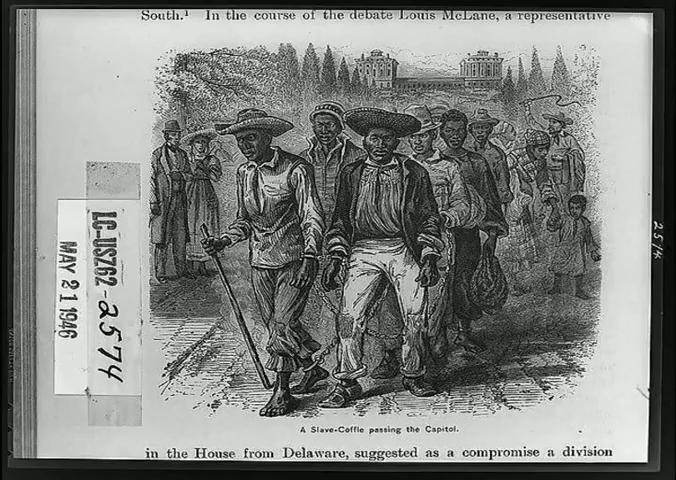 South.¹ In the course of the debate Louis McLane, a representative
A Slave-Coffle passing the Capitol.
in the House from Delaware, suggested as a compromise a division
LC-USZ62-2574
MAY 21 1946
2574